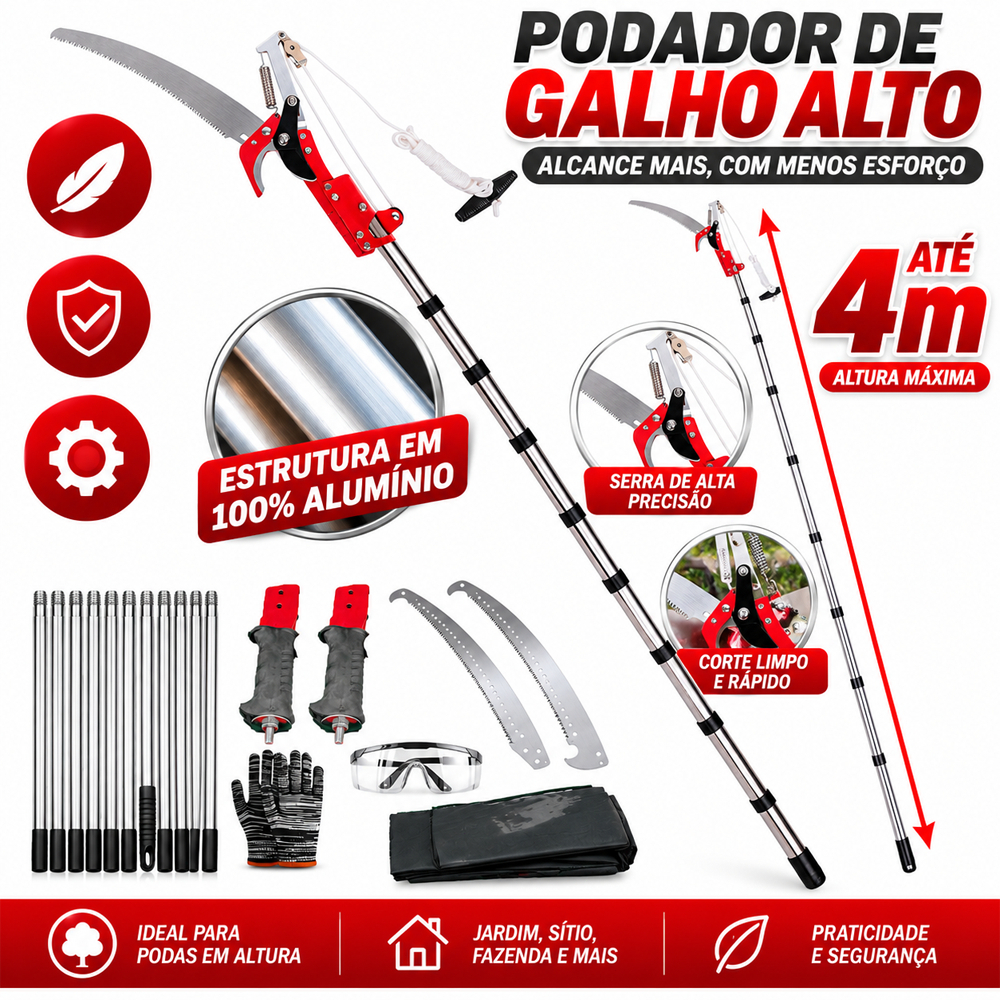 PODADOR DE
GALHO ALTO
ALCANCE MAIS, COM MENOS ESFORÇO
ATÉ
4m
ALTURA MÁXIMA
ESTRUTURA EM
100% ALUMÍNIO
SERRA DE ALTA
PRECISÃO
CORTE LIMPO
E RÁPIDO
IDEAL PARA
PODAS EM ALTURA
JARDIM, SÍTIO,
FAZENDA E MAIS
PRATICIDADE
E SEGURANÇA